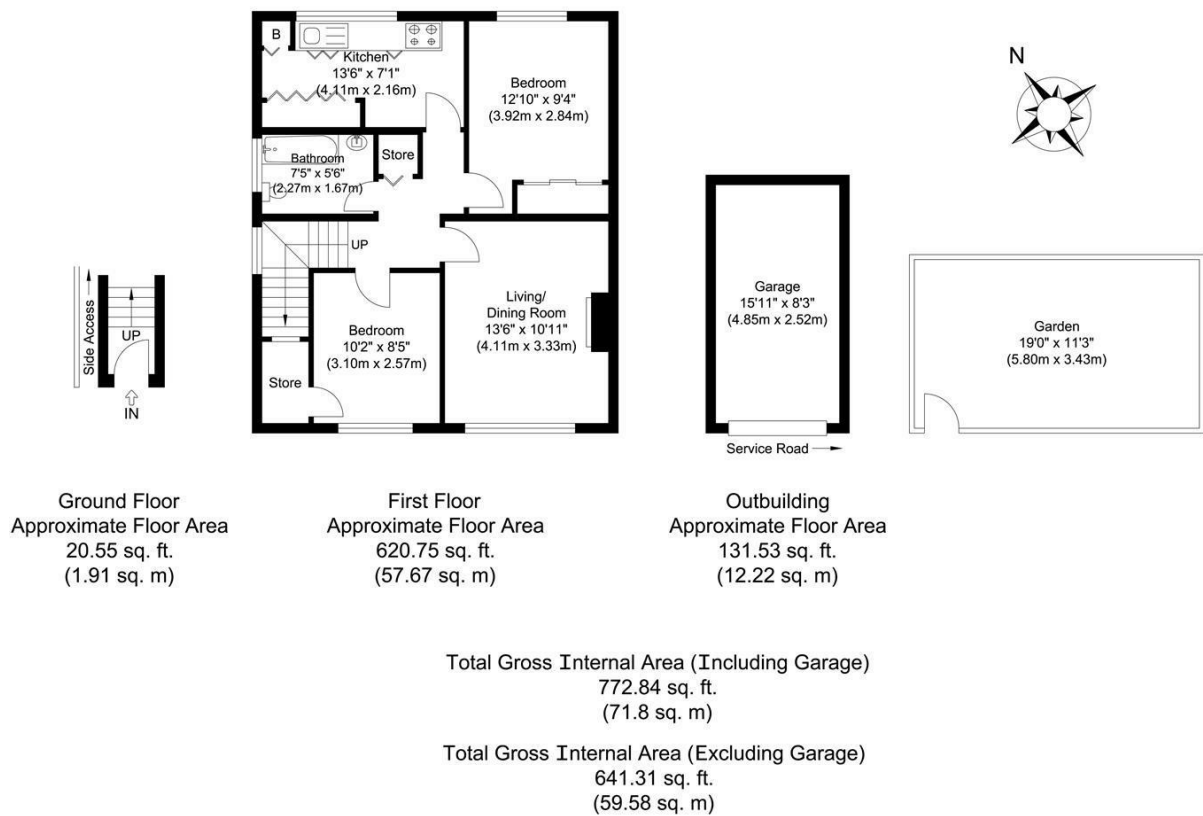 B
Kitchen
13'6" x 7'1"
(4.11m x 2.16m)
Bedroom
12'10" x 9'4"
(3.92m x 2.84m)
N
Bathroom
7'5" x 5'6"
(2.27m x 1.67m)
Store
UP
Living/
Dining Room
13'6" x 10'11"
(4.11m x 3.33m)
Bedroom
10'2" x 8'5"
(3.10m x 2.57m)
Store
Side Access
UP
IN
Garage
15'11" x 8'3"
(4.85m x 2.52m)
Service Road
Garden
19'0" x 11'3"
(5.80m x 3.43m)
Ground Floor
Approximate Floor Area
20.55 sq. ft.
(1.91 sq. m)
First Floor
Approximate Floor Area
620.75 sq. ft.
(57.67 sq. m)
Outbuilding
Approximate Floor Area
131.53 sq. ft.
(12.22 sq. m)
Total Gross Internal Area (Including Garage)
772.84 sq. ft.
(71.8 sq. m)
Total Gross Internal Area (Excluding Garage)
641.31 sq. ft.
(59.58 sq. m)